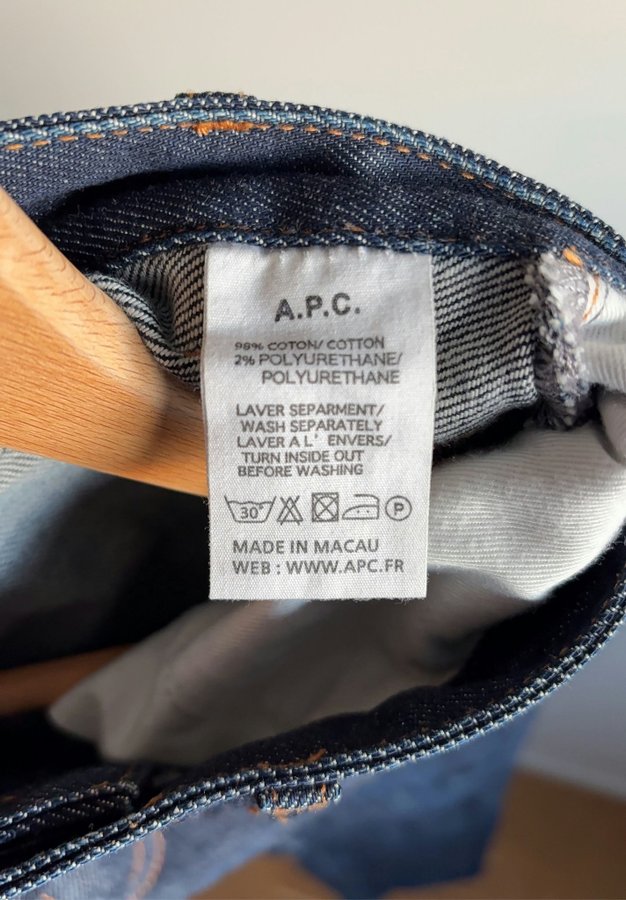 A.P.C.
98% COTON/ COTTON
2% POLYURETHANE/
POLYURETHANE
LAVER SEPARMENT/
WASH SEPARATELY
LAVER A L' ENVERS/
TURN INSIDE OUT
BEFORE WASHING
30° P
MADE IN MACAU
WEB : WWW.APC.FR